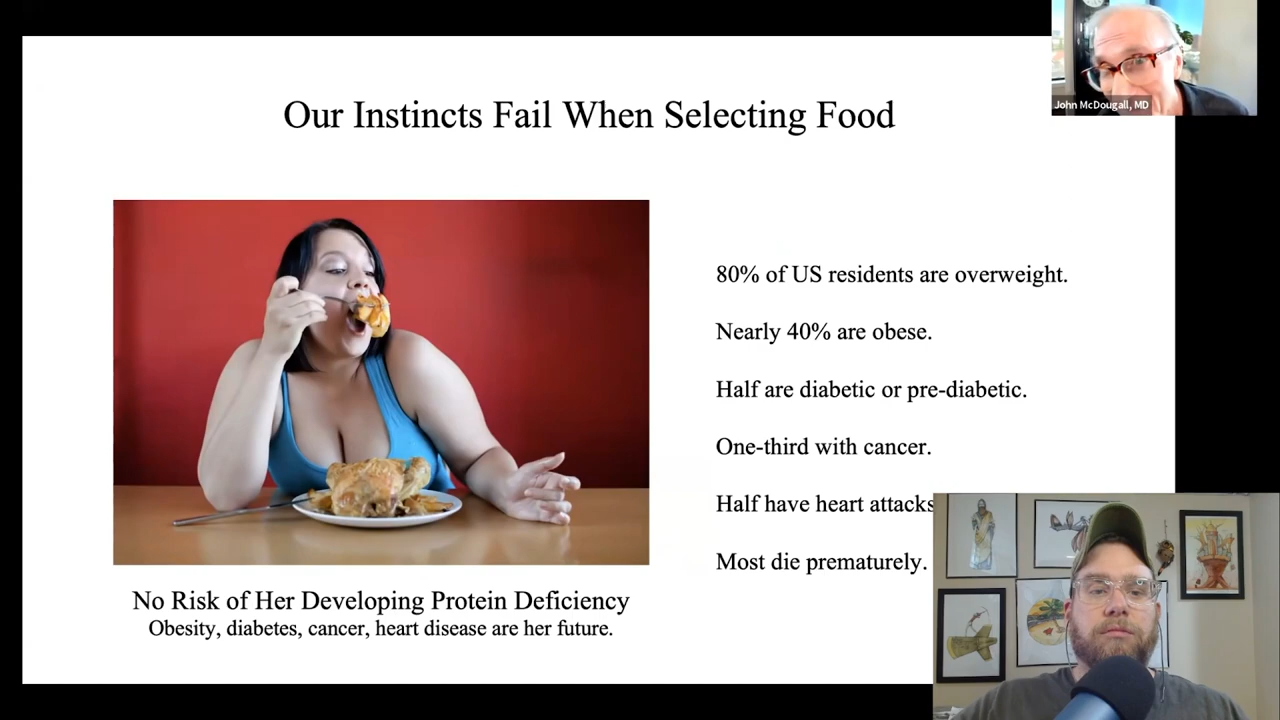 John McDougall, MD
Our Instincts Fail When Selecting Food
80% of US residents are overweight.
Nearly 40% are obese.
Half are diabetic or pre-diabetic.
One-third with cancer.
Half have heart attacks
Most die prematurely.
No Risk of Her Developing Protein Deficiency
Obesity, diabetes, cancer, heart disease are her future.